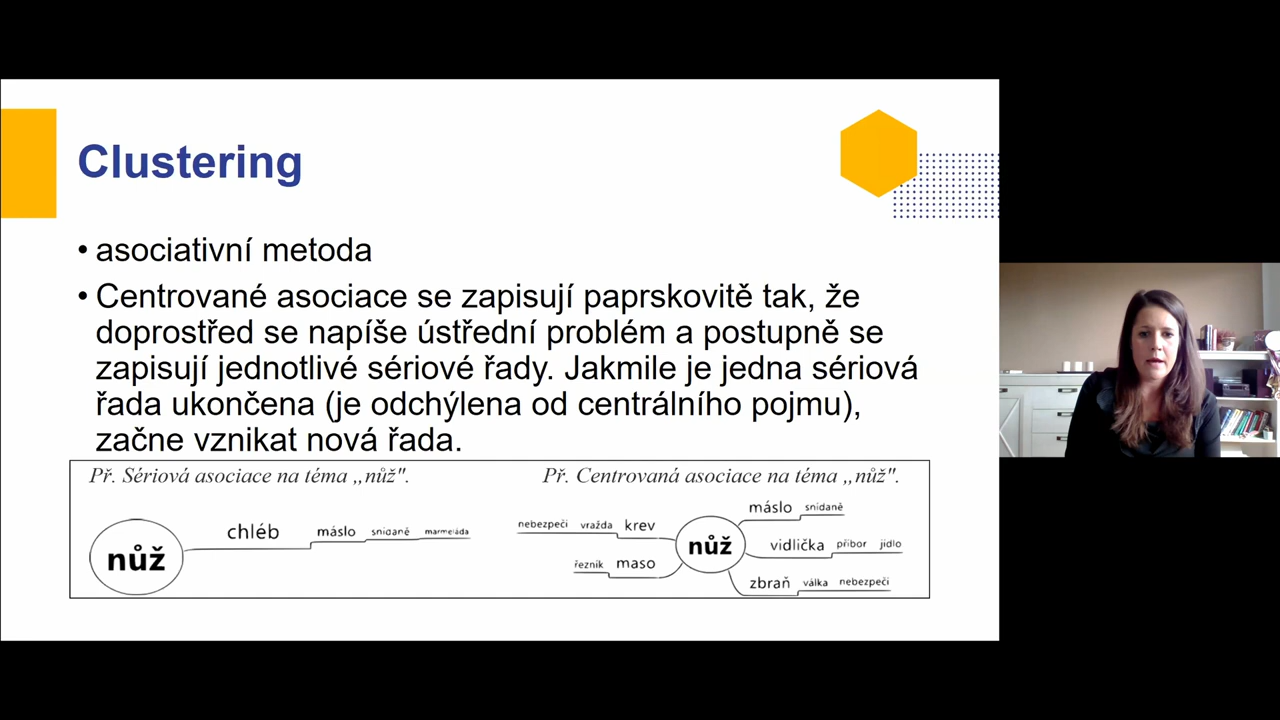 Clustering
• asociativní metoda
• Centrované asociace se zapisují paprskovitě tak, že
doprostřed se napíše ústřední problém a postupně se
zapisují jednotlivé sériové řady. Jakmile je jedna sériová
řada ukončena (je odchýlena od centrálního pojmu),
začne vznikat nová řada.
Př. Sériová asociace na téma „nůž".
nůž
chléb máslo snídaně marmeláda
Př. Centrovaná asociace na téma „nůž".
nebezpečí vražda krev
řezník maso
nůž
máslo snídaně
vidlička příbor jídlo
zbraň válka nebezpečí